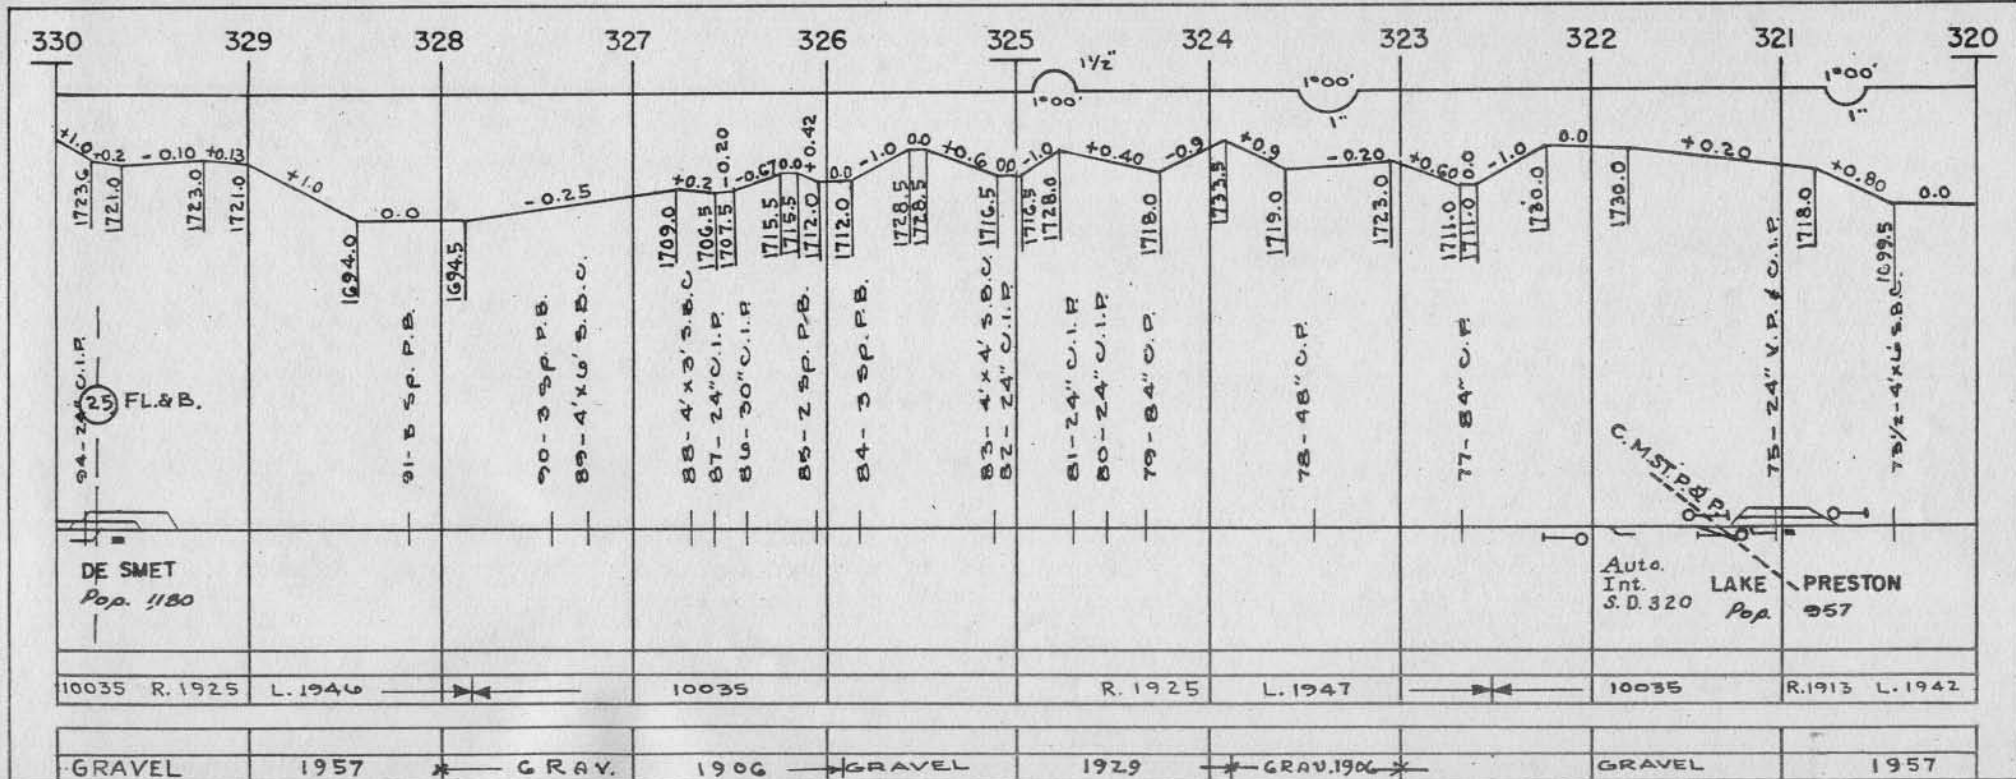 330 329 328 327 326 325 324 323 322 321 320
1½"
1°00'
1°00'
1"
1°00'
1"
+1.0 +0.2 -0.10 +0.13 +1.0 0.0 -0.25 +0.2 -0.20 -0.67 0.0 +0.42 0.0 -1.0 0.0 +0.6 0.0 -1.0 +0.40 -0.9 +0.9 -0.20 +0.60 0.0 -1.0 0.0 +0.20 +0.80 0.0
1723.6 1721.0 1723.0 1721.0 1694.0 1694.5 1709.0 1706.5 1707.5 1715.5 1715.5 1712.0 1712.0 1728.5 1728.5 1716.5 1716.5 1728.0 1718.0 1733.5 1719.0 1723.0 1711.0 1711.0 1730.0 1730.0 1718.0 1699.5
94-24" C.I.P.
91-B Sp. P.B.
90-3 Sp. P.B.
89-4'x6' S.B.C.
88-4'x3' S.B.C
87-24" C.I.P.
86-30" C.I.P
85-2 Sp. P.B.
84-3 Sp. P.B.
83-4'x4' S.B.C.
82-24" C.I.P.
81-24" C.I.P.
80-24" C.I.P.
79-84" C.P.
78-48" C.P.
77-84" C.P.
75-24" V.P. & C.I.P.
73½-4'x6' S.B.C.
25 FL.& B.
C.M.ST.P.& P.
DE SMET
Pop. 1180
Auto.
Int.
S.D. 320
LAKE PRESTON
Pop. 957
10035 R.1925 L.1946 10035 R.1925 L.1947 10035 R.1913 L.1942
GRAVEL 1957 GRAV. 1906 GRAVEL 1929 GRAV.1906 GRAVEL 1957